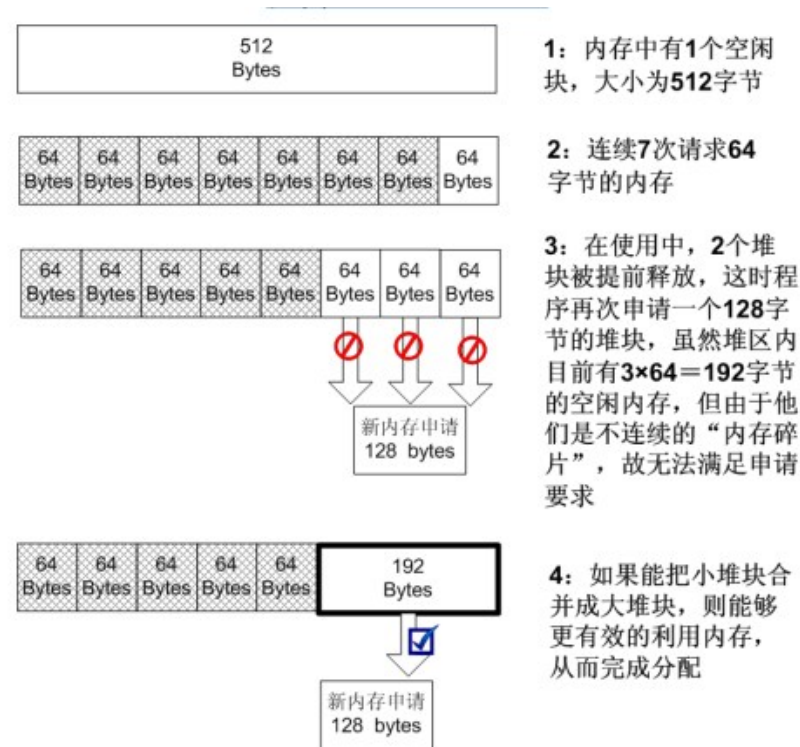 512
Bytes
1：内存中有1个空闲
块，大小为512字节
64 64 64 64 64 64 64 64
Bytes Bytes Bytes Bytes Bytes Bytes Bytes Bytes
2：连续7次请求64
字节的内存
64 64 64 64 64 64 64 64
Bytes Bytes Bytes Bytes Bytes Bytes Bytes Bytes
新内存申请
128 bytes
3：在使用中，2个堆
块被提前释放，这时程
序再次申请一个128字
节的堆块，虽然堆区内
目前有3×64＝192字节
的空闲内存，但由于他
们是不连续的“内存碎
片”，故无法满足申请
要求
64 64 64 64 64 192
Bytes Bytes Bytes Bytes Bytes Bytes
新内存申请
128 bytes
4：如果能把小堆块合
并成大堆块，则能够
更有效的利用内存，
从而完成分配